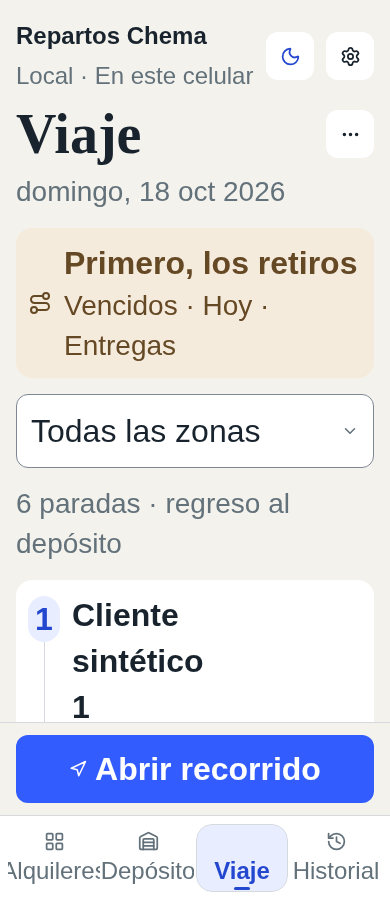 Repartos Chema
Local · En este celular
Viaje
domingo, 18 oct 2026
Primero, los retiros
Vencidos · Hoy ·
Entregas
Todas las zonas
6 paradas · regreso al
depósito
1
Cliente
sintético
1
Abrir recorrido
Alquileres
Depósito
Viaje
Historial